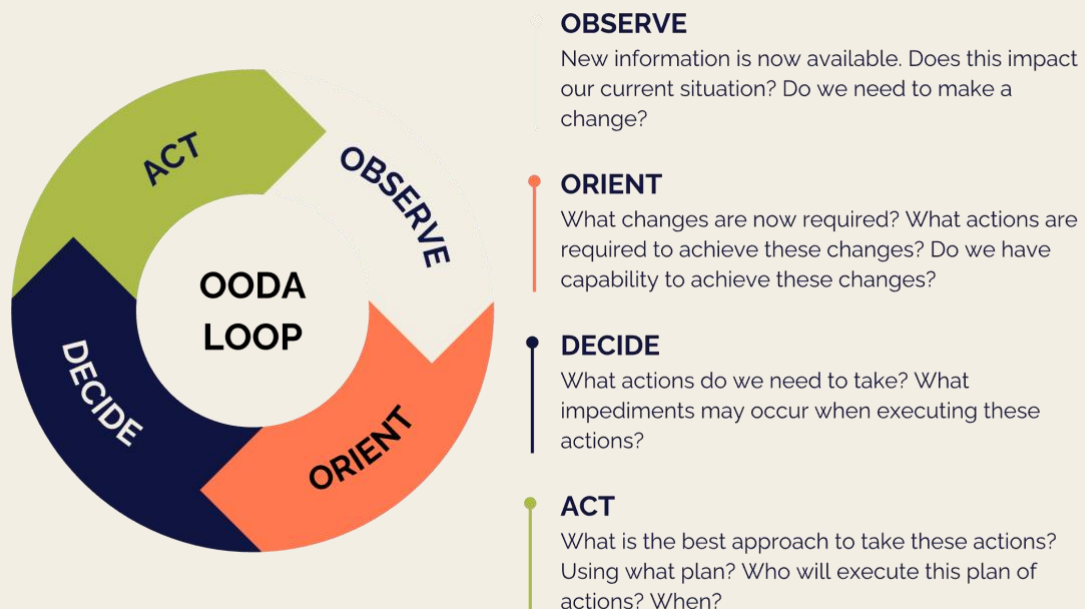 ACT
OBSERVE
OODA
LOOP
DECIDE
ORIENT
OBSERVE
New information is now available. Does this impact
our current situation? Do we need to make a
change?
ORIENT
What changes are now required? What actions are
required to achieve these changes? Do we have
capability to achieve these changes?
DECIDE
What actions do we need to take? What
impediments may occur when executing these
actions?
ACT
What is the best approach to take these actions?
Using what plan? Who will execute this plan of
actions? When?